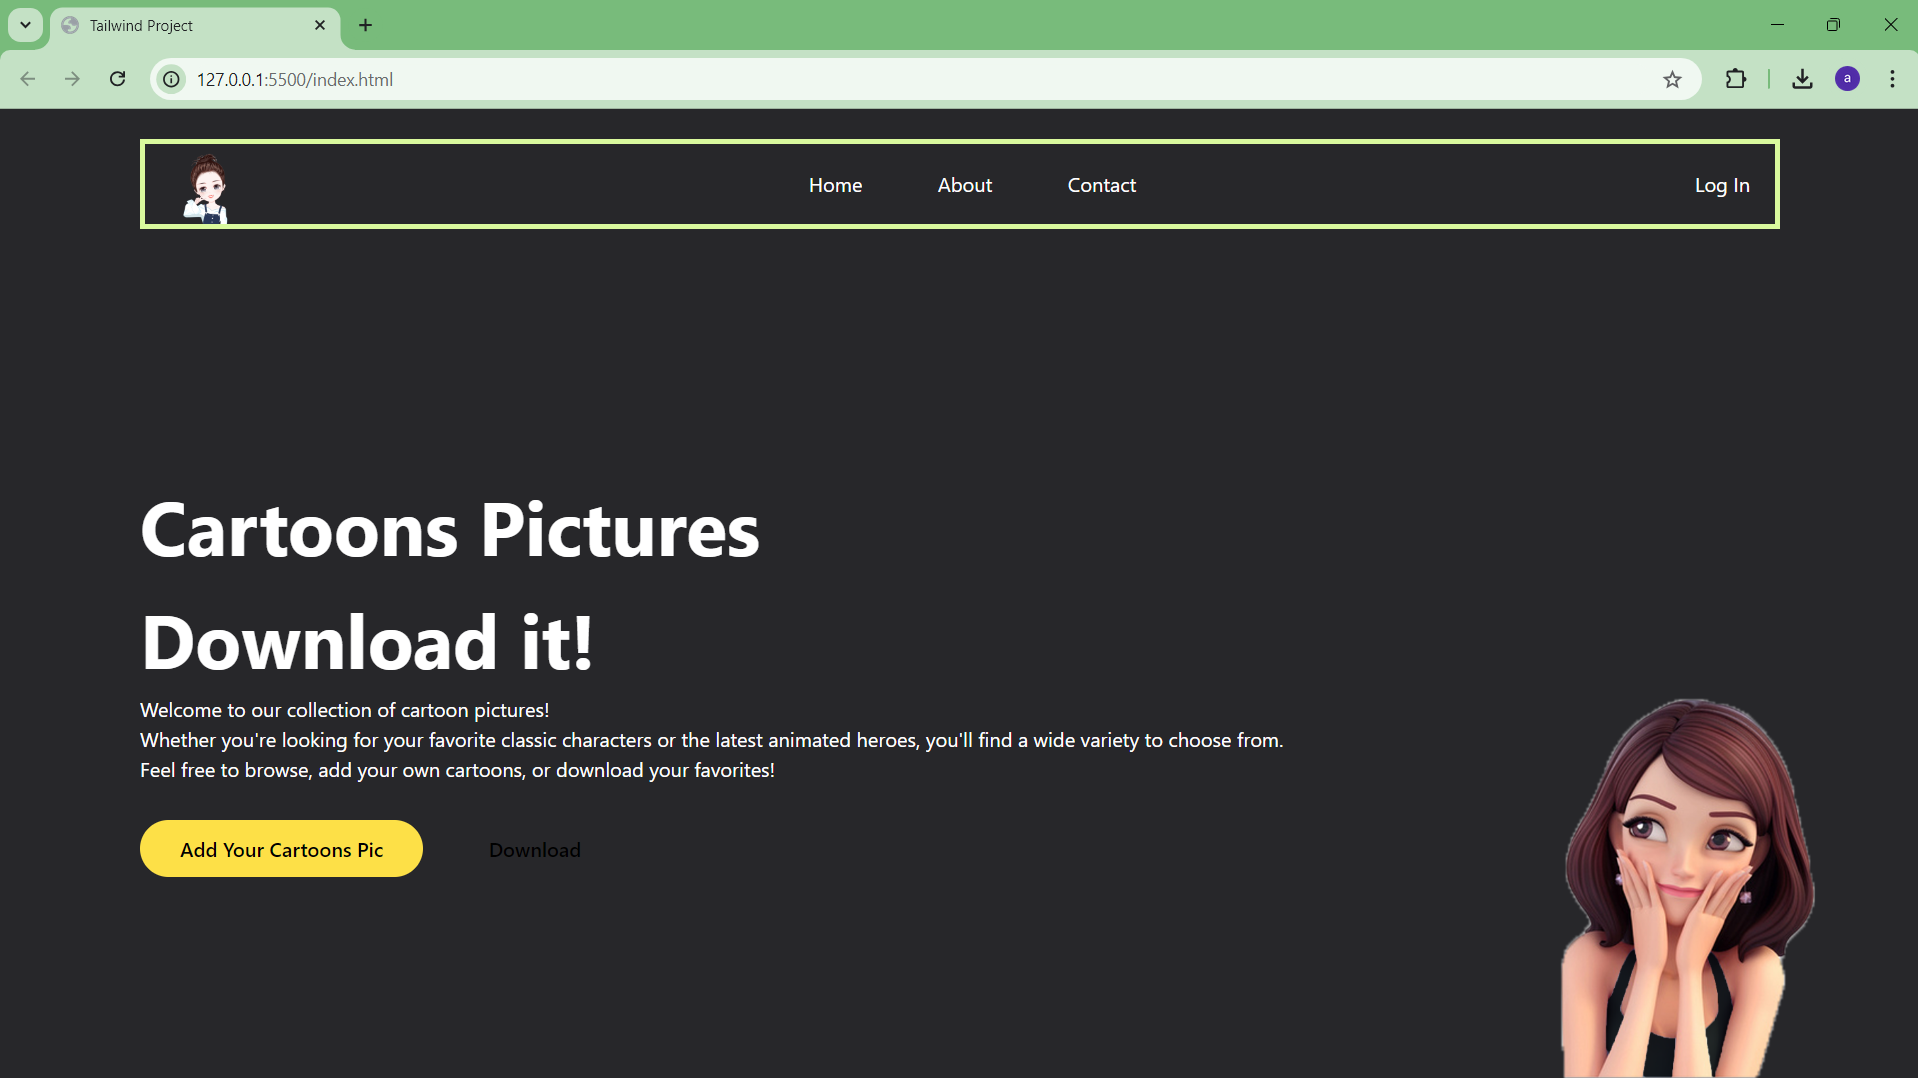 Tailwind Project
127.0.0.1:5500/index.html
a
Home About Contact Log In
Cartoons Pictures
Download it!
Welcome to our collection of cartoon pictures!
Whether you're looking for your favorite classic characters or the latest animated heroes, you'll find a wide variety to choose from.
Feel free to browse, add your own cartoons, or download your favorites!
Add Your Cartoons Pic Download